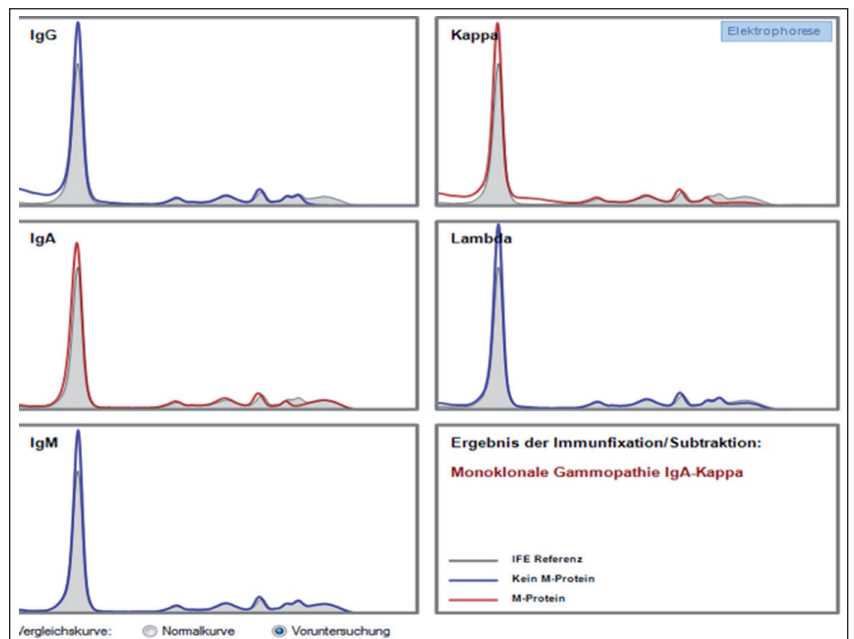 IgG
Kappa
Elektrophorese
IgA
Lambda
IgM
Ergebnis der Immunfixation/Subtraktion:
Monoklonale Gammopathie IgA-Kappa
IFE Referenz
Kein M-Protein
M-Protein
/ergleichskurve: Normalkurve Voruntersuchung